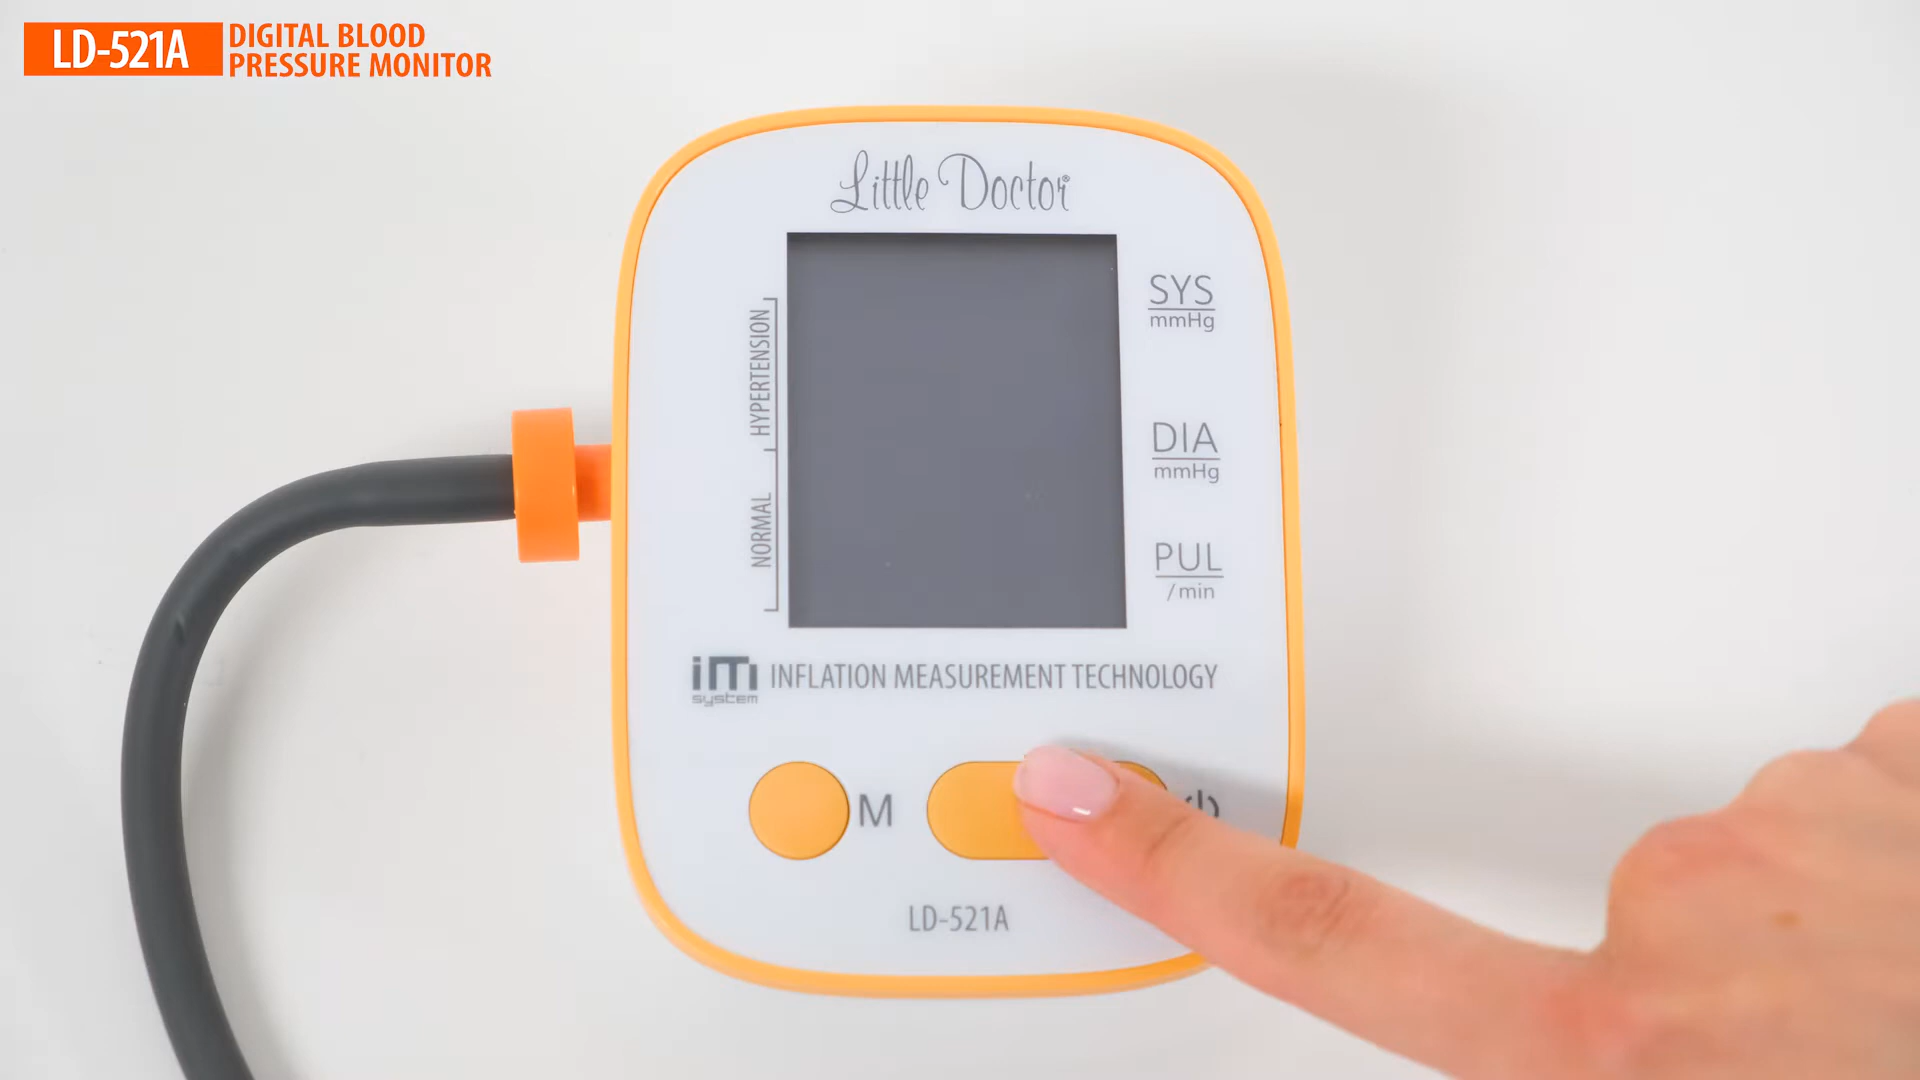 LD-521A
DIGITAL BLOOD
PRESSURE MONITOR
Little Doctor®
SYS
mmHg
HYPERTENSION
DIA
mmHg
NORMAL
PUL
/min
iM
system
INFLATION MEASUREMENT TECHNOLOGY
M
LD-521A